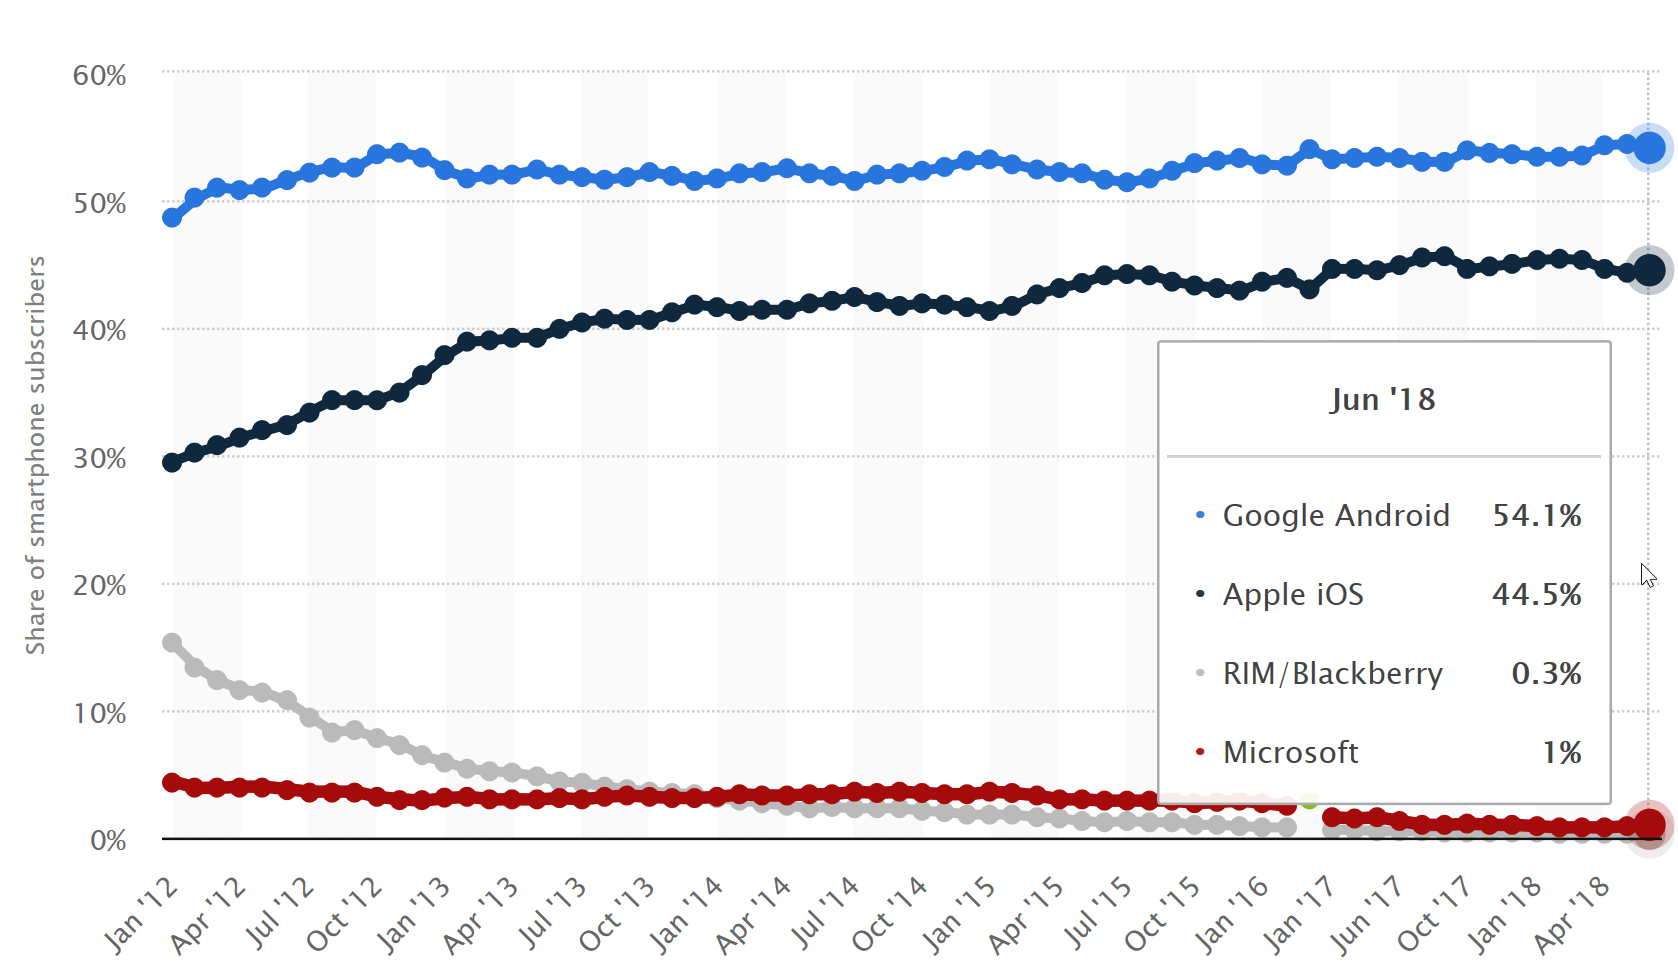 Share of smartphone subscribers
60%
50%
40%
30%
20%
10%
0%
Jun '18
Google Android 54.1%
Apple iOS 44.5%
RIM/Blackberry 0.3%
Microsoft 1%
Jan '12 Apr '12 Jul '12 Oct '12 Jan '13 Apr '13 Jul '13 Oct '13 Jan '14 Apr '14 Jul '14 Oct '14 Jan '15 Apr '15 Jul '15 Oct '15 Jan '16 Jan '17 Jun '17 Oct '17 Jan '18 Apr '18